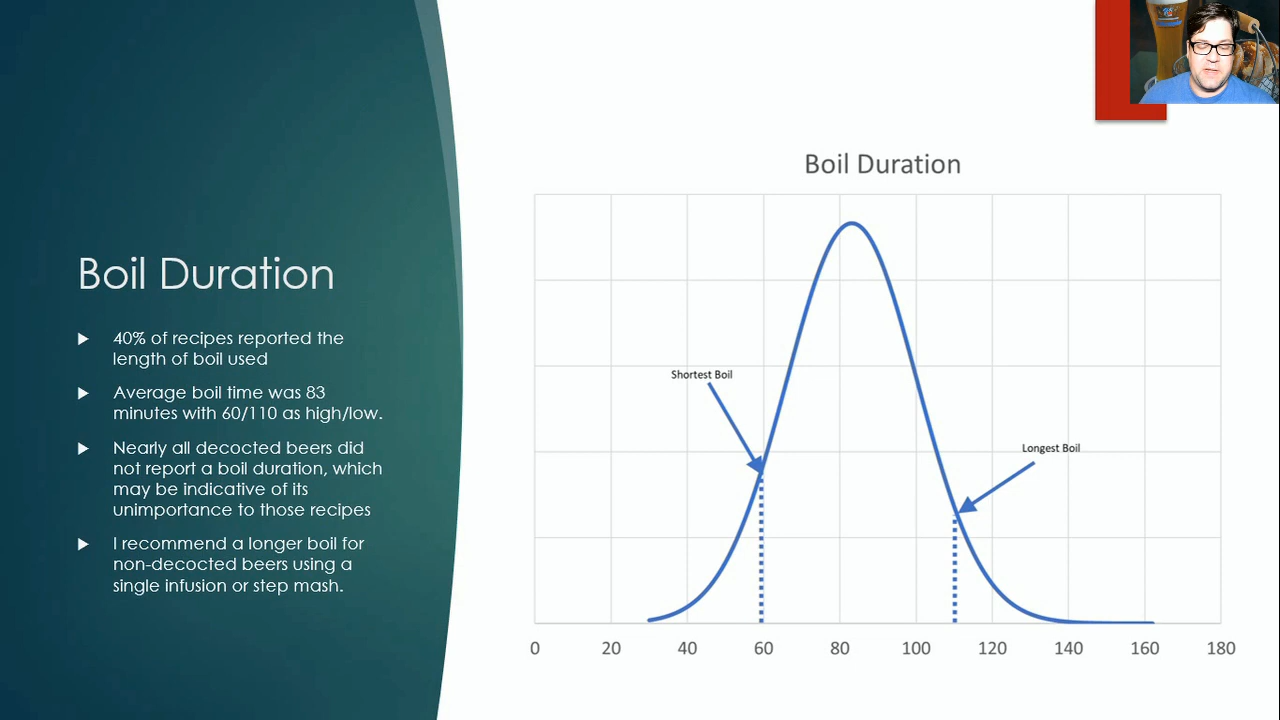 Boil Duration
40% of recipes reported the
length of boil used
Average boil time was 83
minutes with 60/110 as high/low.
Nearly all decocted beers did
not report a boil duration, which
may be indicative of its
unimportance to those recipes
I recommend a longer boil for
non-decocted beers using a
single infusion or step mash.
Boil Duration
Shortest Boil
Longest Boil
0 20 40 60 80 100 120 140 160 180